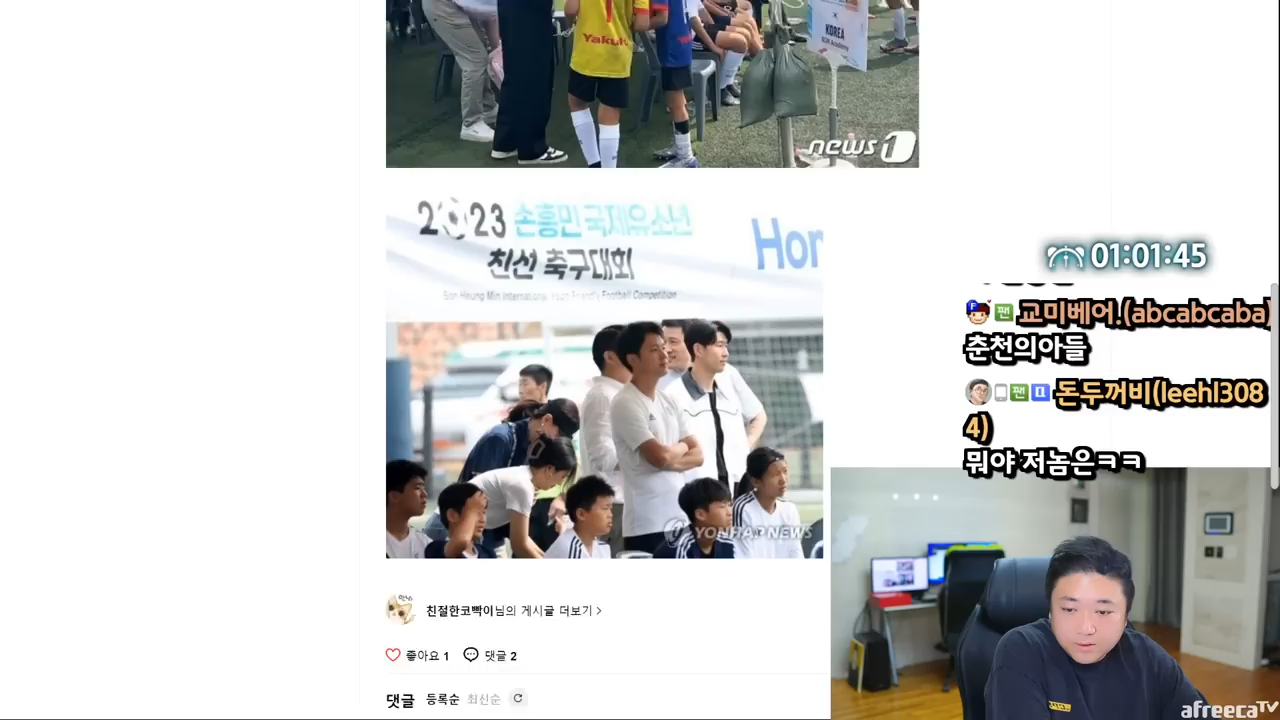 Yakult
KOREA
news1
2023 손흥민 국제유소년
친선 축구대회
Hon
Son Heung Min International Youth Friendly Football Competition
YONHAP NEWS
친절한코빡이님의 게시글 더보기 >
좋아요 1 댓글 2
댓글 등록순 최신순
01:01:45
교미베어.(abcabcaba)
춘천의아들
돈두꺼비(leehl308
4)
뭐야 저놈은ㅋㅋ
afreecaTV